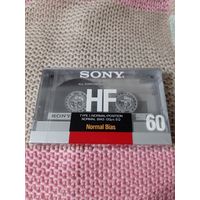 SONY
HF
SONY
TYPE I (NORMAL) POSITION
NORMAL BIAS 120μs EQ
Normal Bias
60